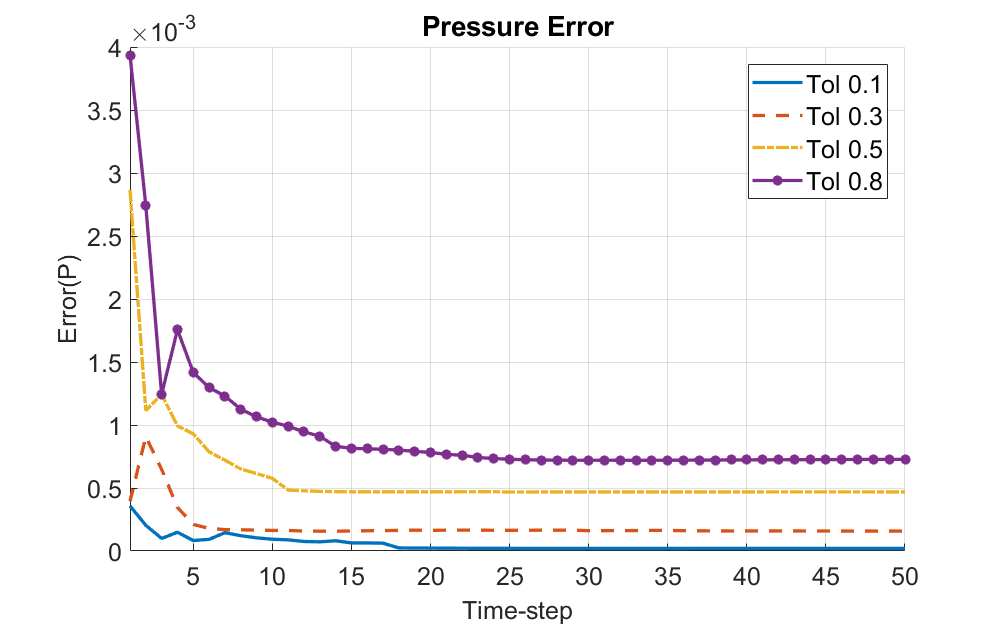 Pressure Error
×10-3
4
3.5
3
2.5
2
1.5
1
0.5
0
Error(P)
Tol 0.1
Tol 0.3
Tol 0.5
Tol 0.8
5 10 15 20 25 30 35 40 45 50
Time-step